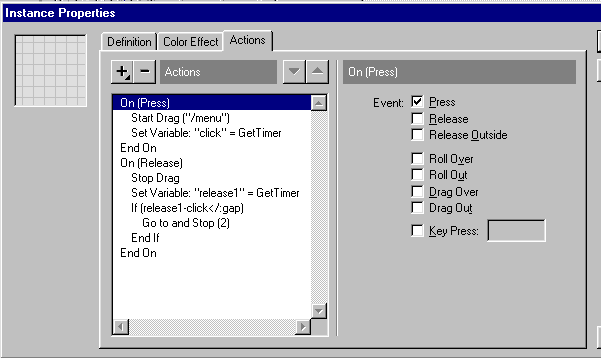 Instance Properties
Definition
Color Effect
Actions
Actions
On (Press)
Start Drag ("/menu")
Set Variable: "click" = GetTimer
End On
On (Release)
Stop Drag
Set Variable: "release1" = GetTimer
If (release1-click</:gap)
Go to and Stop (2)
End If
End On
On (Press)
Event:
Press
Release
Release Outside
Roll Over
Roll Out
Drag Over
Drag Out
Key Press: